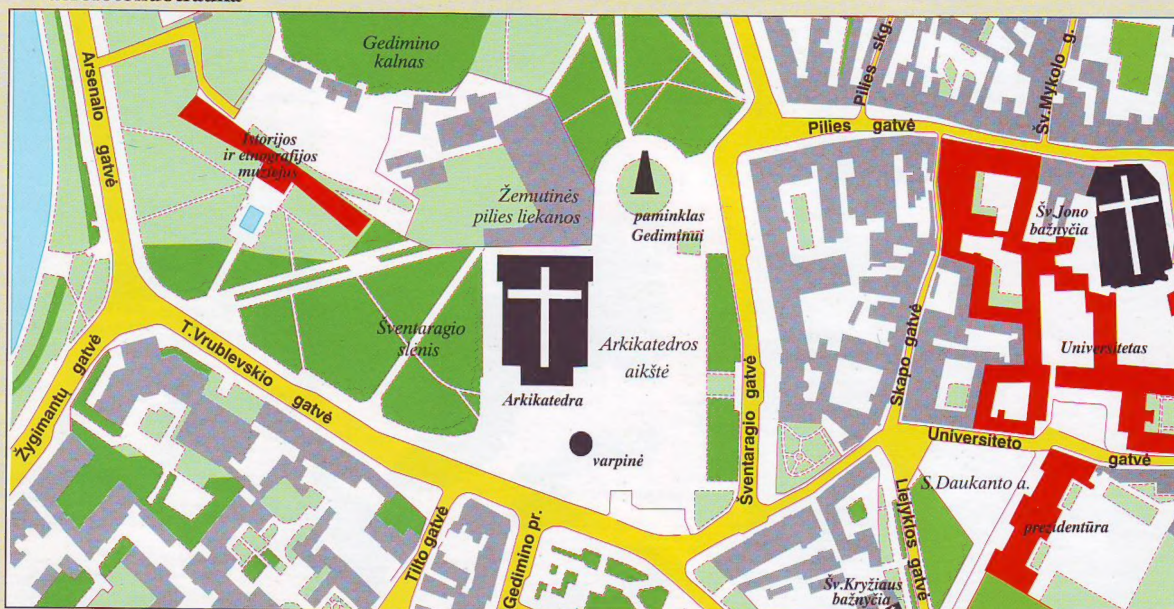 Gedimino
kalnas
Arsenalo gatvė
Istorijos
ir etnografijos
muziejus
Žemutinės
pilies liekanos
paminklas
Gediminui
Pilies skg.
Šv.Mykolo g.
Pilies gatvė
Šv.Jono
bažnyčia
Šventaragio
slėnis
Arkikatedros
aikštė
Arkikatedra
varpinė
Šventaragio gatvė
Skapo gatvė
Universitetas
Universiteto gatvė
T.Vrublevskio gatvė
Žygimantų gatvė
Tilto gatvė
Gedimino pr.
Lielyklos gatvė
S.Daukanto a.
prezidentūra
Šv.Kryžiaus
bažnyčia